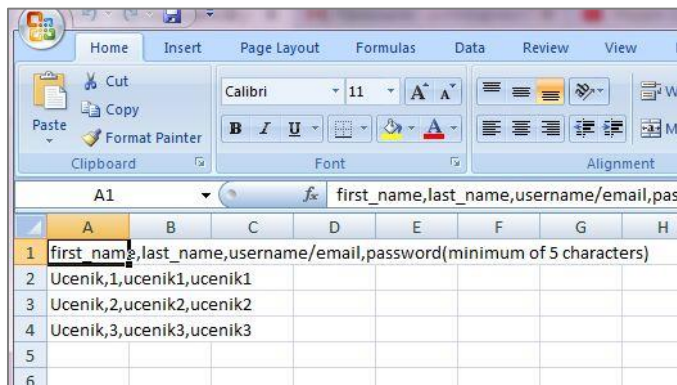 Home Insert Page Layout Formulas Data Review View
Cut
Copy
Paste
Format Painter
Calibri 11 A A
B I U A
Clipboard Font Alignment
A1 fx first_name,last_name,username/email,pas
A B C D E F G H
1 first_name,last_name,username/email,password(minimum of 5 characters)
2 Ucenik,1,ucenik1,ucenik1
3 Ucenik,2,ucenik2,ucenik2
4 Ucenik,3,ucenik3,ucenik3
5
6